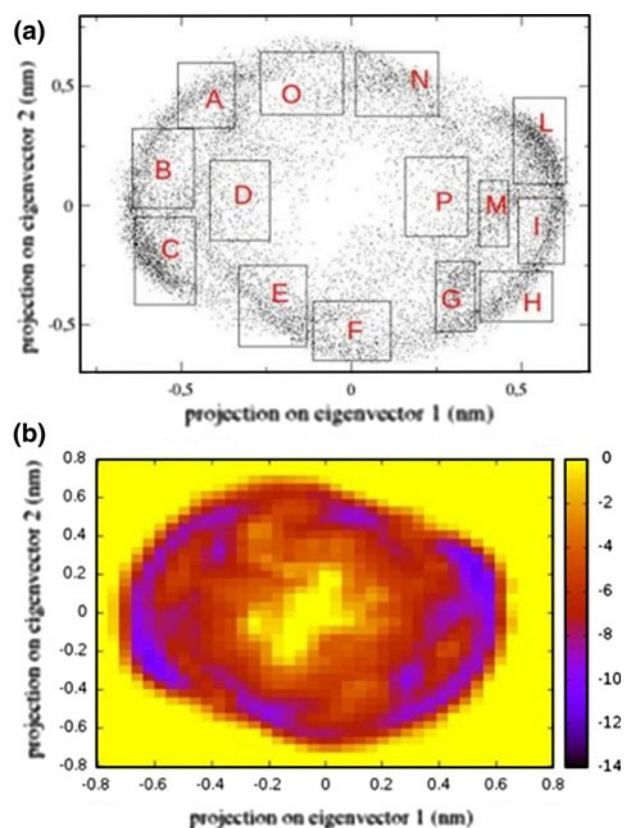 (a)
0,5
0
-0,5
projection on eigenvector 2 (nm)
A
O
N
L
B
D
P
M
I
C
E
G
H
F
-0,5
0
0,5
projection on eigenvector 1 (nm)
(b)
0.8
0.6
0.4
0.2
0
-0.2
-0.4
-0.6
-0.8
projection on eigenvector 2 (nm)
-0.8 -0.6 -0.4 -0.2 0 0.2 0.4 0.6 0.8
projection on eigenvector 1 (nm)
0
-2
-4
-6
-8
-10
-12
-14